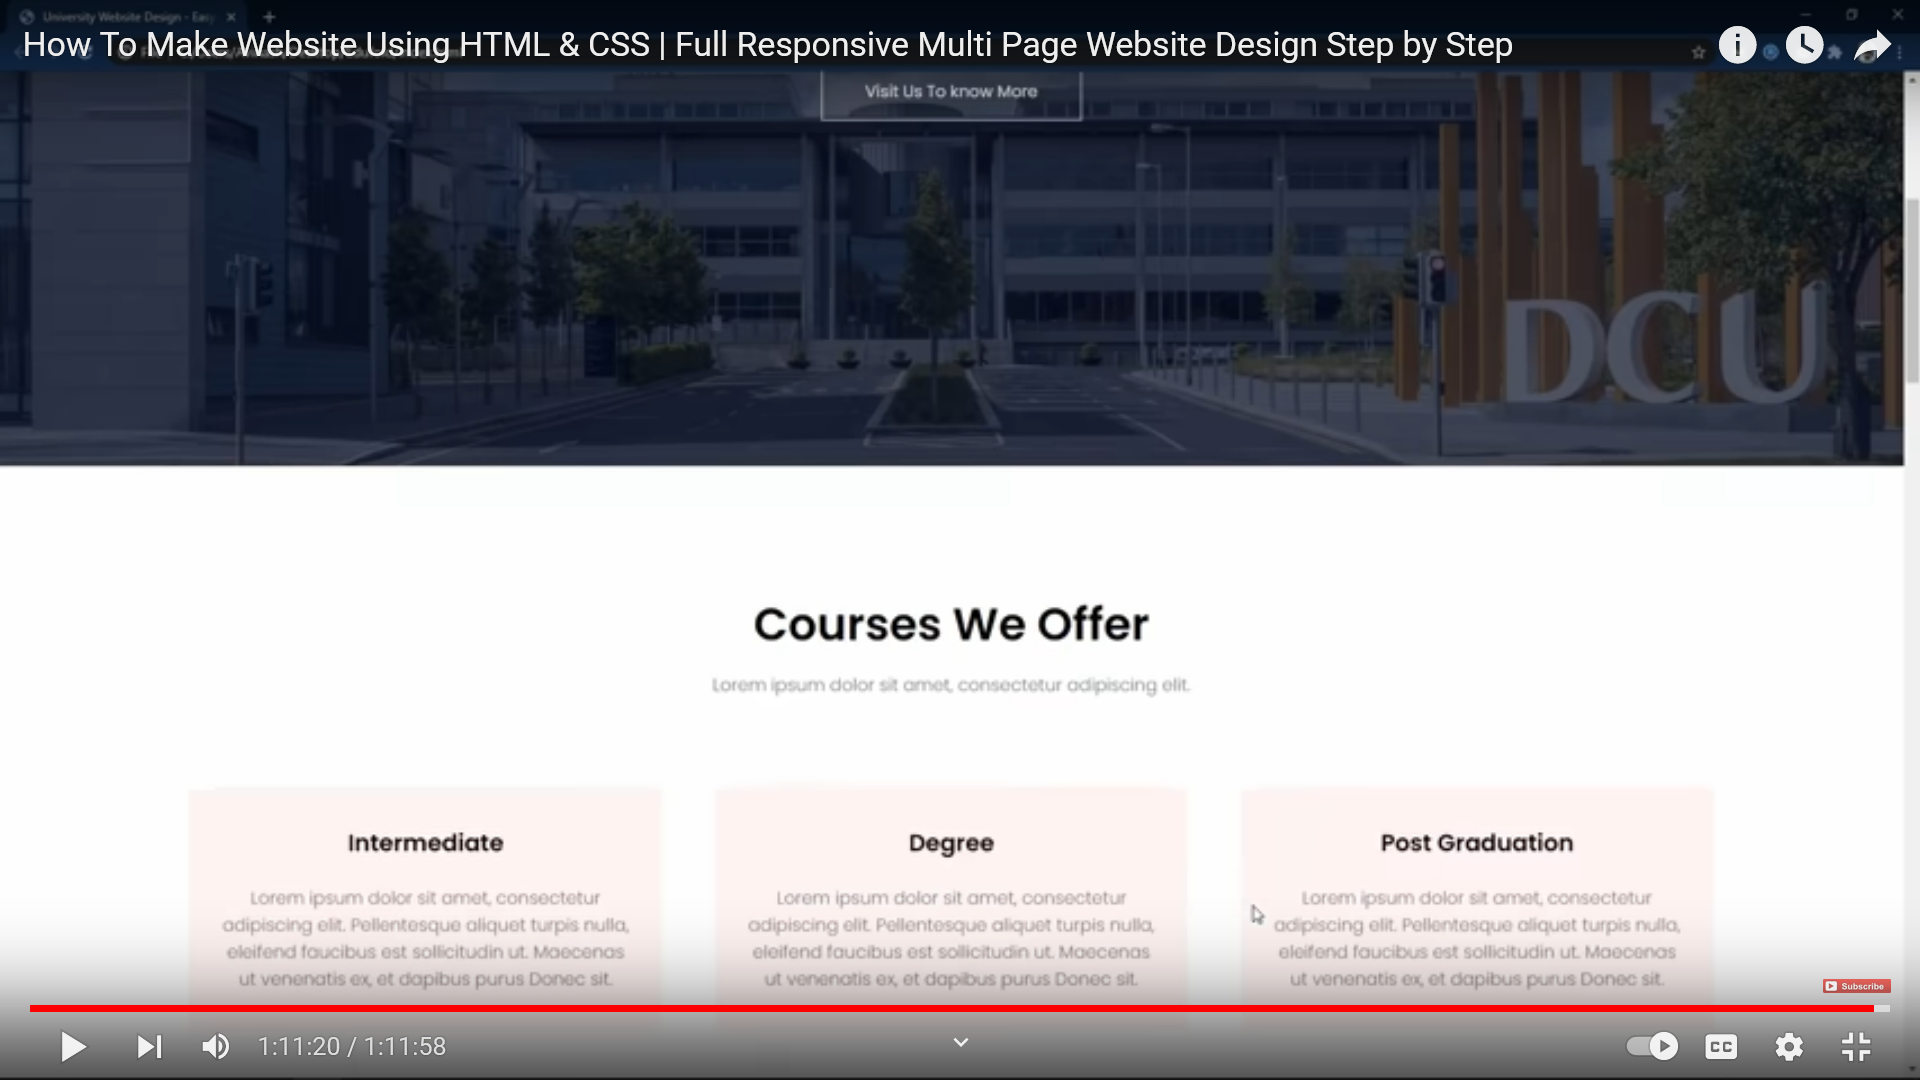 University Website Design - Eas
How To Make Website Using HTML & CSS | Full Responsive Multi Page Website Design Step by Step
Visit Us To know More
DCU
Courses We Offer
Lorem ipsum dolor sit amet, consectetur adipiscing elit.
Intermediate
Lorem ipsum dolor sit amet, consectetur
adipiscing elit. Pellentesque aliquet turpis nulla,
eleifend faucibus est sollicitudin ut. Maecenas
ut venenatis ex, et dapibus purus Donec sit.
Degree
Lorem ipsum dolor sit amet, consectetur
adipiscing elit. Pellentesque aliquet turpis nulla,
eleifend faucibus est sollicitudin ut. Maecenas
ut venenatis ex, et dapibus purus Donec sit.
Post Graduation
Lorem ipsum dolor sit amet, consectetur
adipiscing elit. Pellentesque aliquet turpis nulla,
eleifend faucibus est sollicitudin ut. Maecenas
ut venenatis ex, et dapibus purus Donec sit.
Subscribe
1:11:20 / 1:11:58
CC